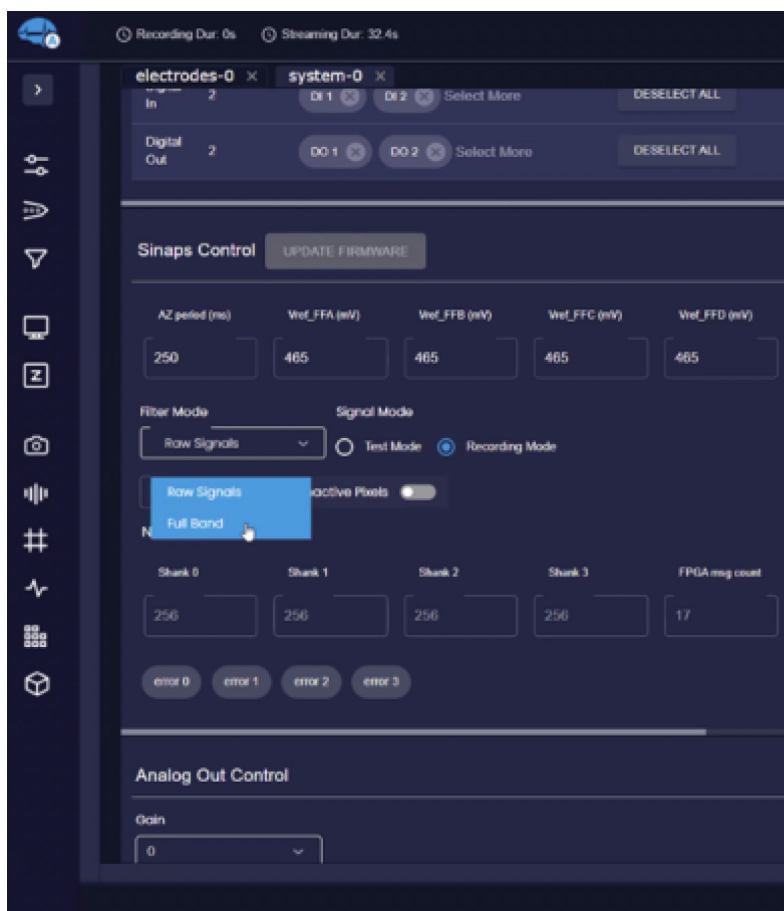 Recording Dur: 0s Streaming Dur: 32.4s
electrodes-0 × system-0 ×
In 2 DI 1 DI 2 Select More DESELECT ALL
Digital
Out 2 DO 1 DO 2 Select More DESELECT ALL
Sinaps Control UPDATE FIRMWARE
AZ period (ms) Vref_FFA (mV) Vref_FFB (mV) Vref_FFC (mV) Vref_FFD (mV)
250 465 465 465 465
Filter Mode Signal Mode
Raw Signals Test Mode Recording Mode
Raw Signals active Pixels
Full Band
N
Shank 0 Shank 1 Shank 2 Shank 3 FPGA msg count
256 256 256 256 17
error 0 error 1 error 2 error 3
Analog Out Control
Gain
0